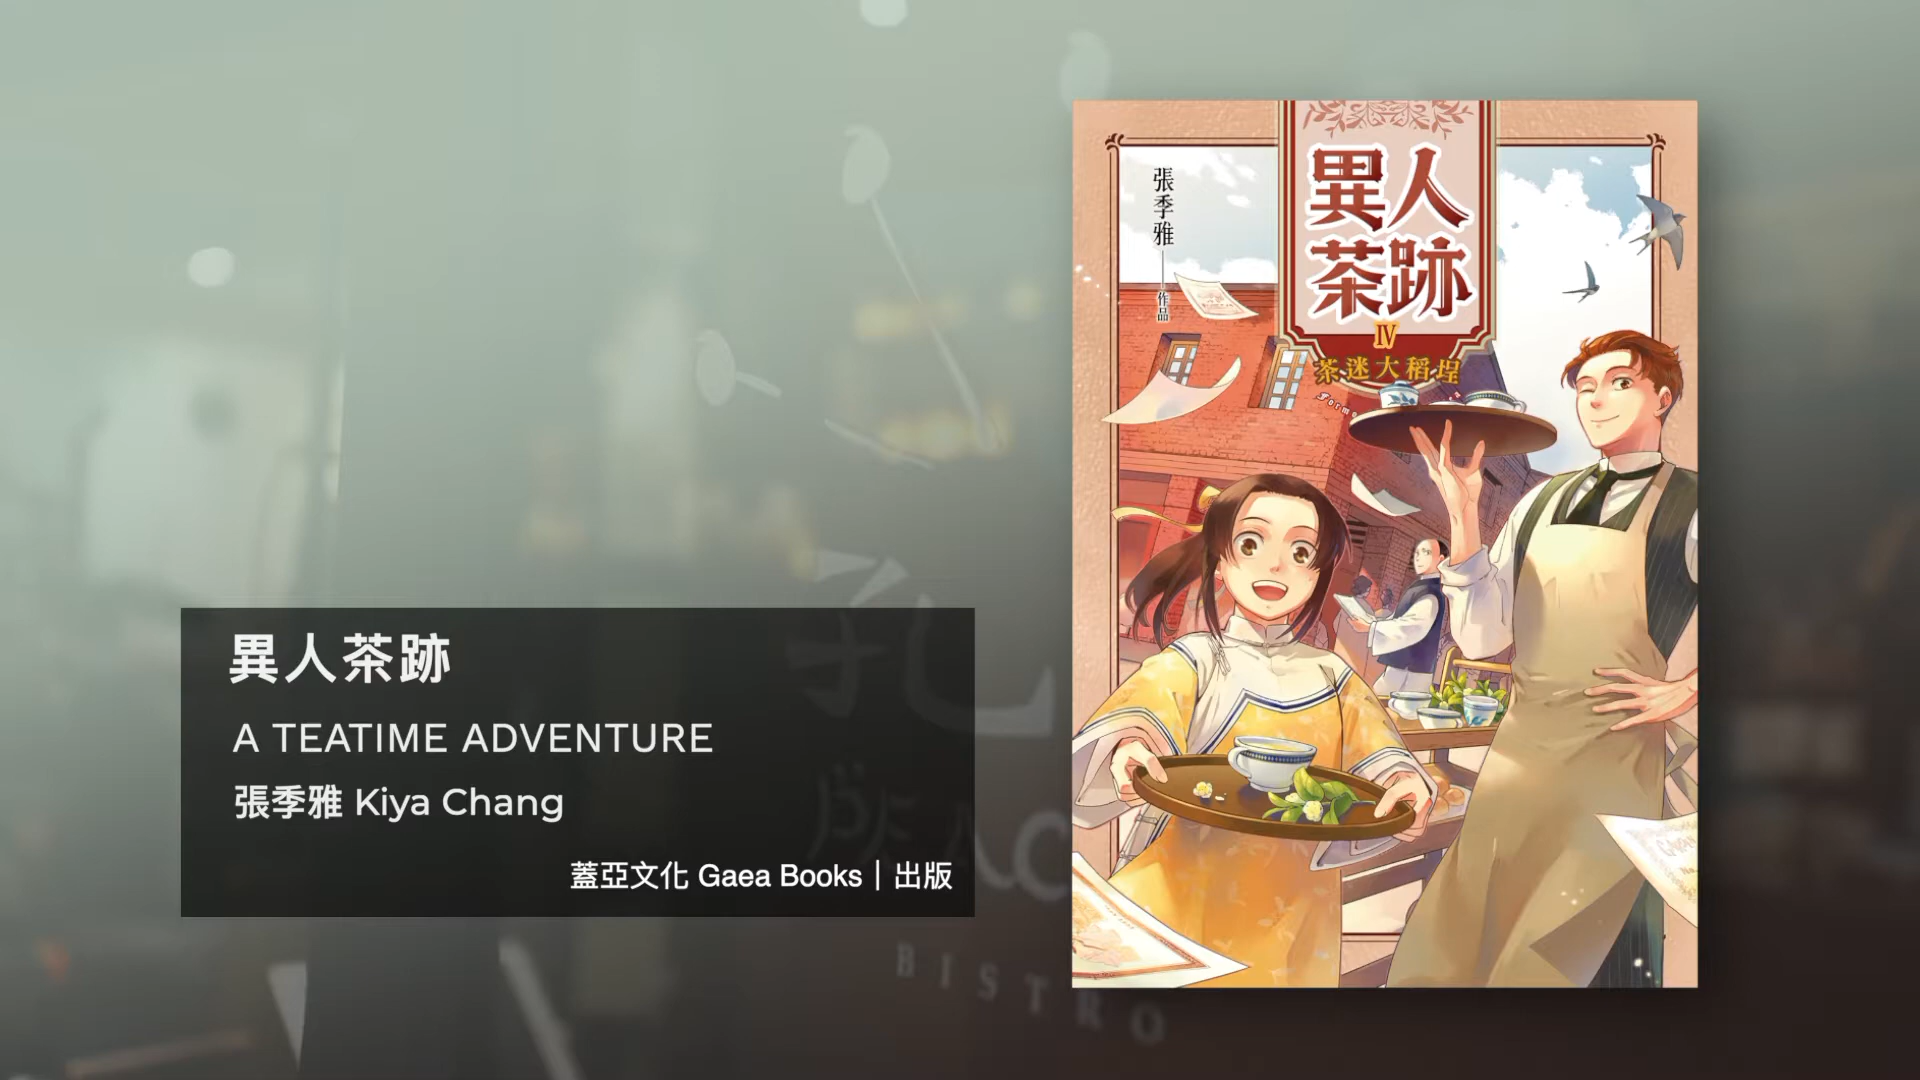 異人茶跡
A TEATIME ADVENTURE
張季雅 Kiya Chang
蓋亞文化 Gaea Books｜出版
異人
茶跡
IV
茶迷大稻埕
張季雅
作品
BISTRO